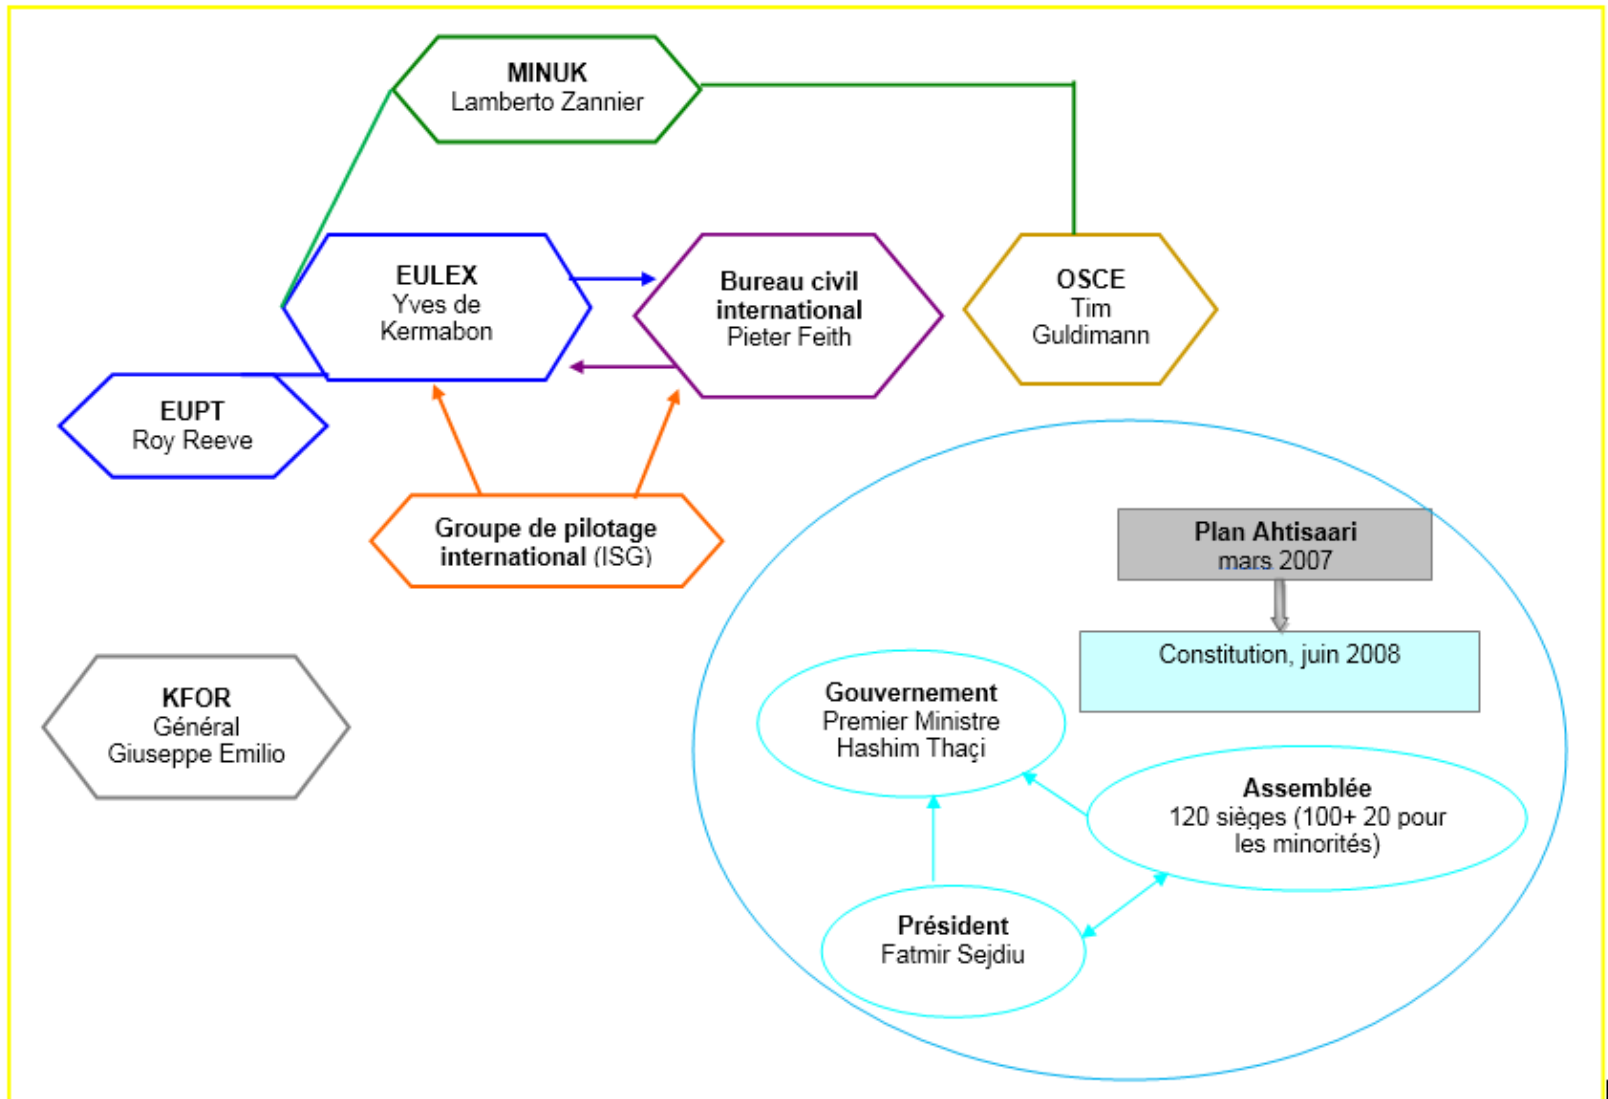 MINUK
Lamberto Zannier
EULEX
Yves de
Kermabon
Bureau civil
international
Pieter Feith
OSCE
Tim
Guldimann
EUPT
Roy Reeve
Groupe de pilotage
international (ISG)
Plan Ahtisaari
mars 2007
Constitution, juin 2008
KFOR
Général
Giuseppe Emilio
Gouvernement
Premier Ministre
Hashim Thaçi
Assemblée
120 sièges (100+ 20 pour
les minorités)
Président
Fatmir Sejdiu